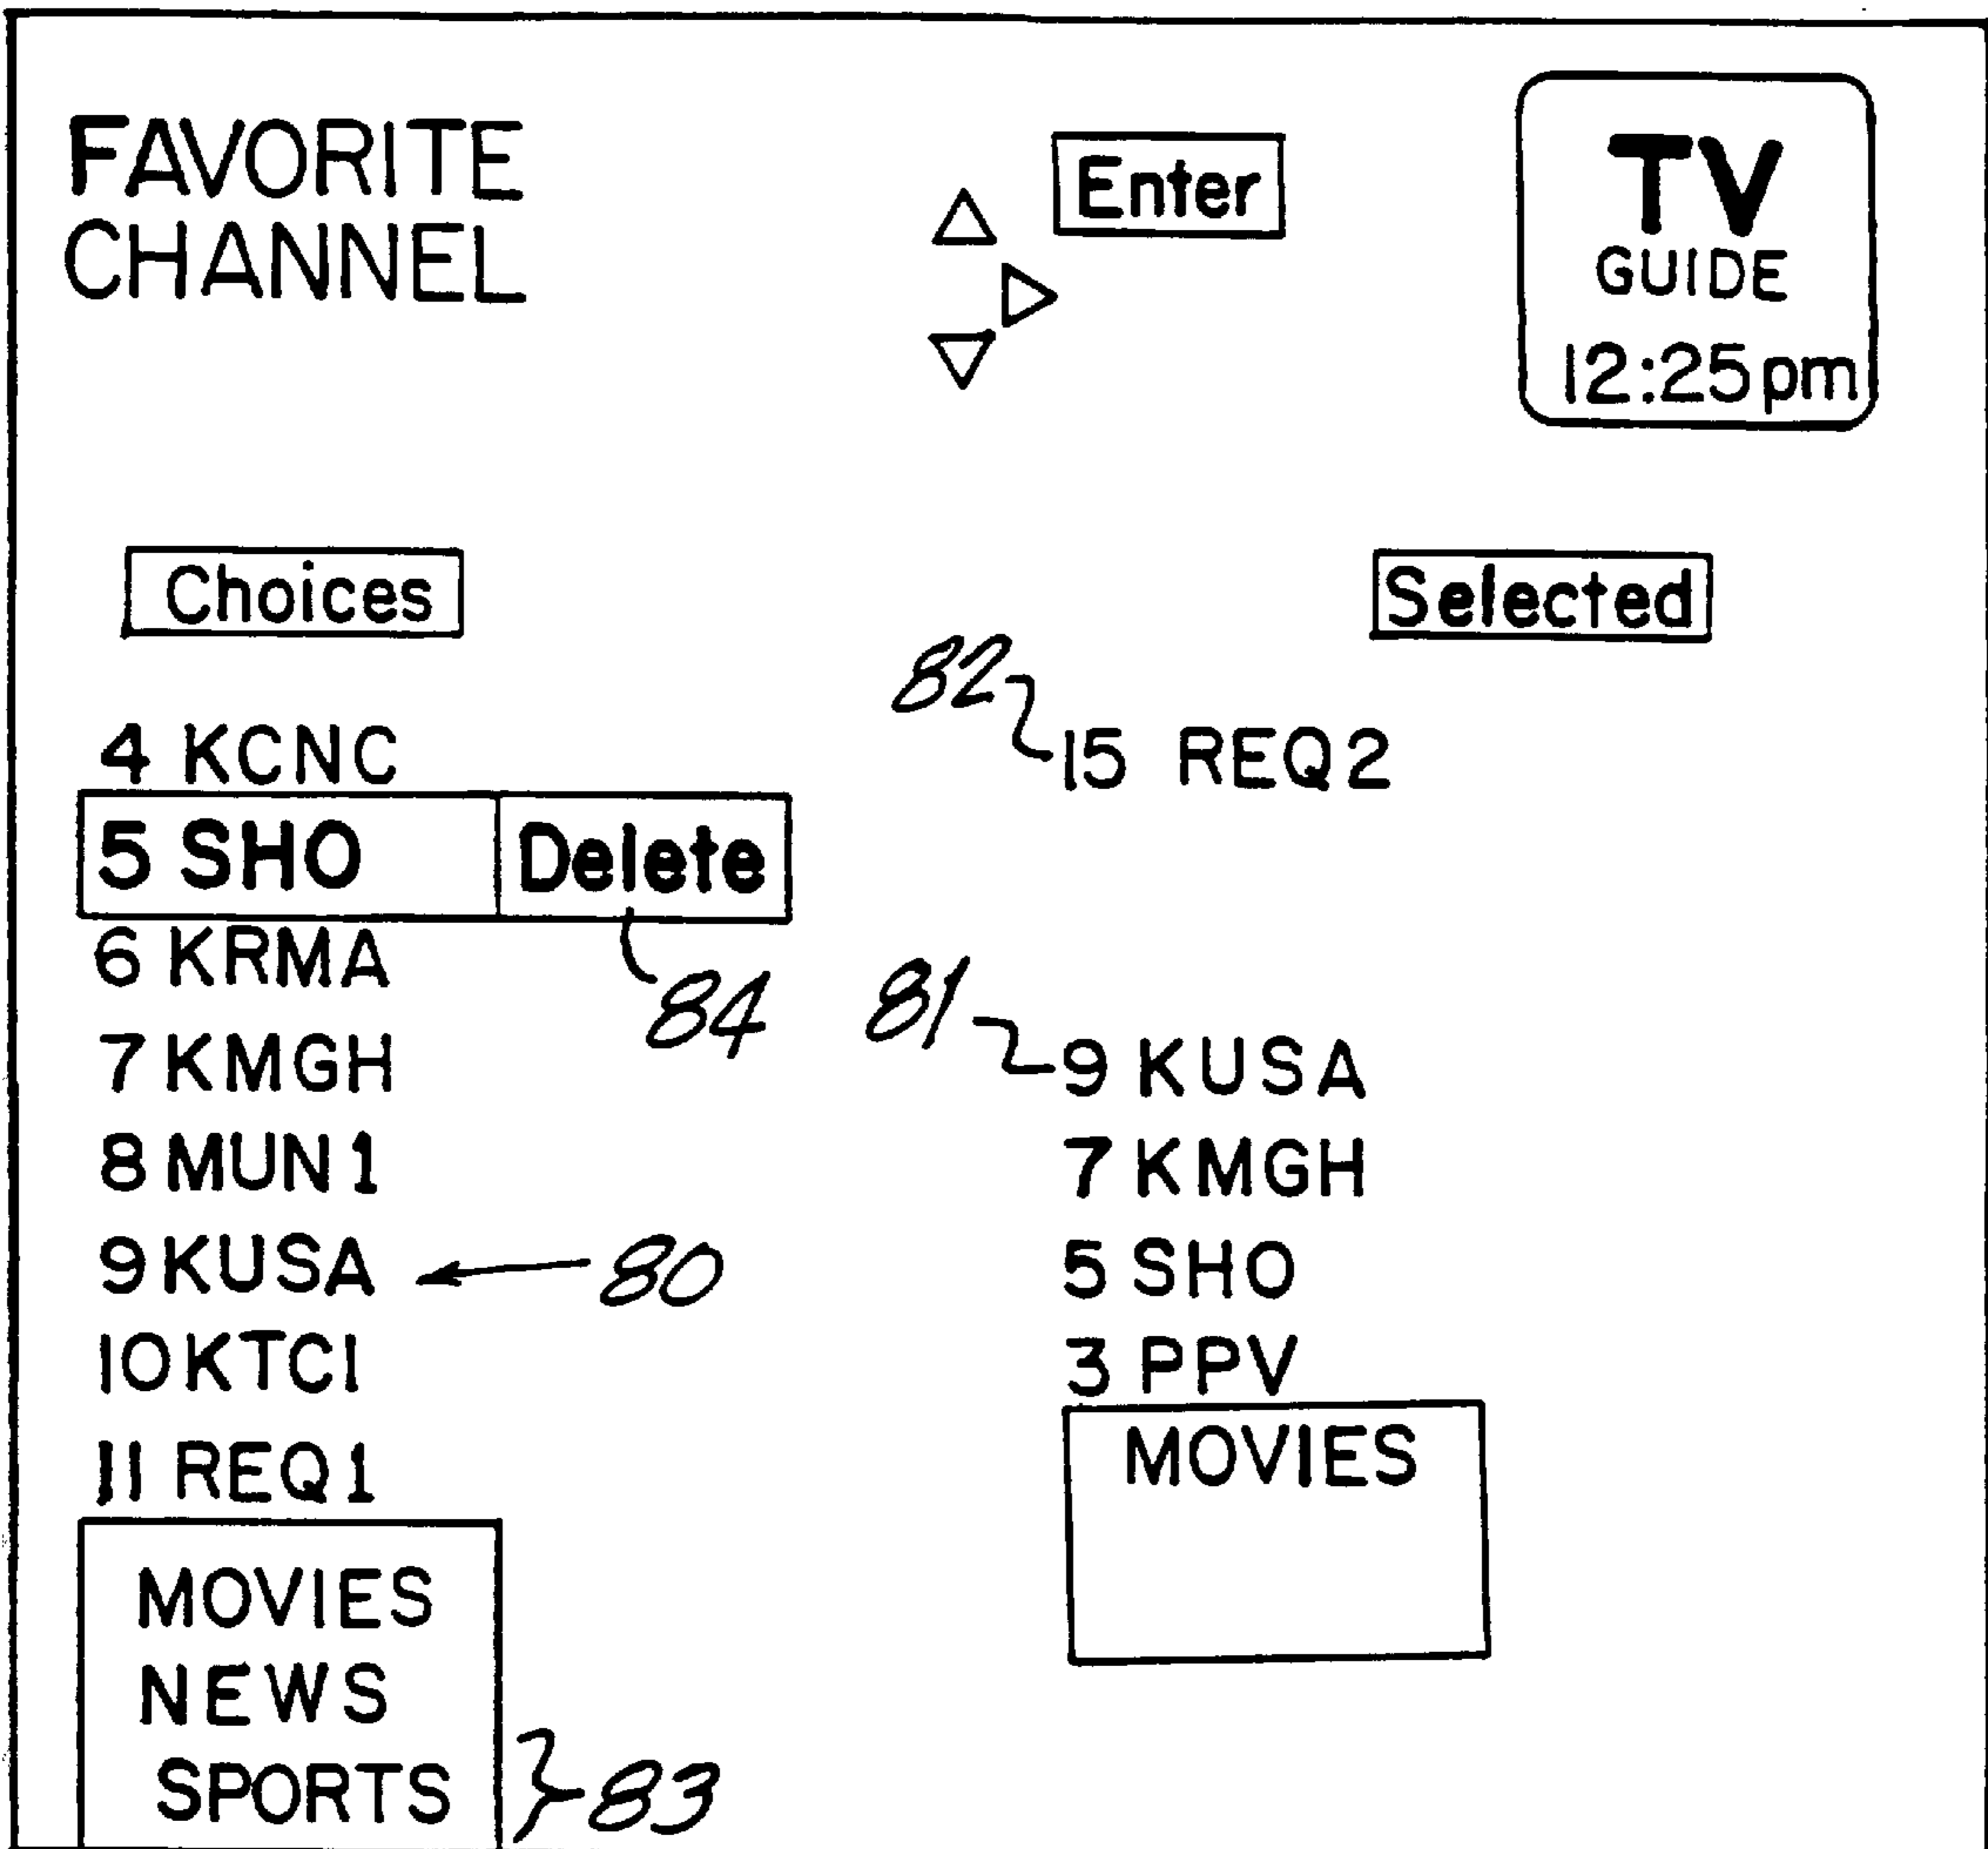 FAVORITE
CHANNEL
Enter
TV
GUIDE
12:25pm
Choices
Selected
4 KCNC
5 SHO Delete
6 KRMA
7 KMGH
8 MUN1
9 KUSA
10 KTCI
11 REQ1
MOVIES
NEWS
SPORTS
84
80
83
82
15 REQ2
81
9 KUSA
7 KMGH
5 SHO
3 PPV
MOVIES